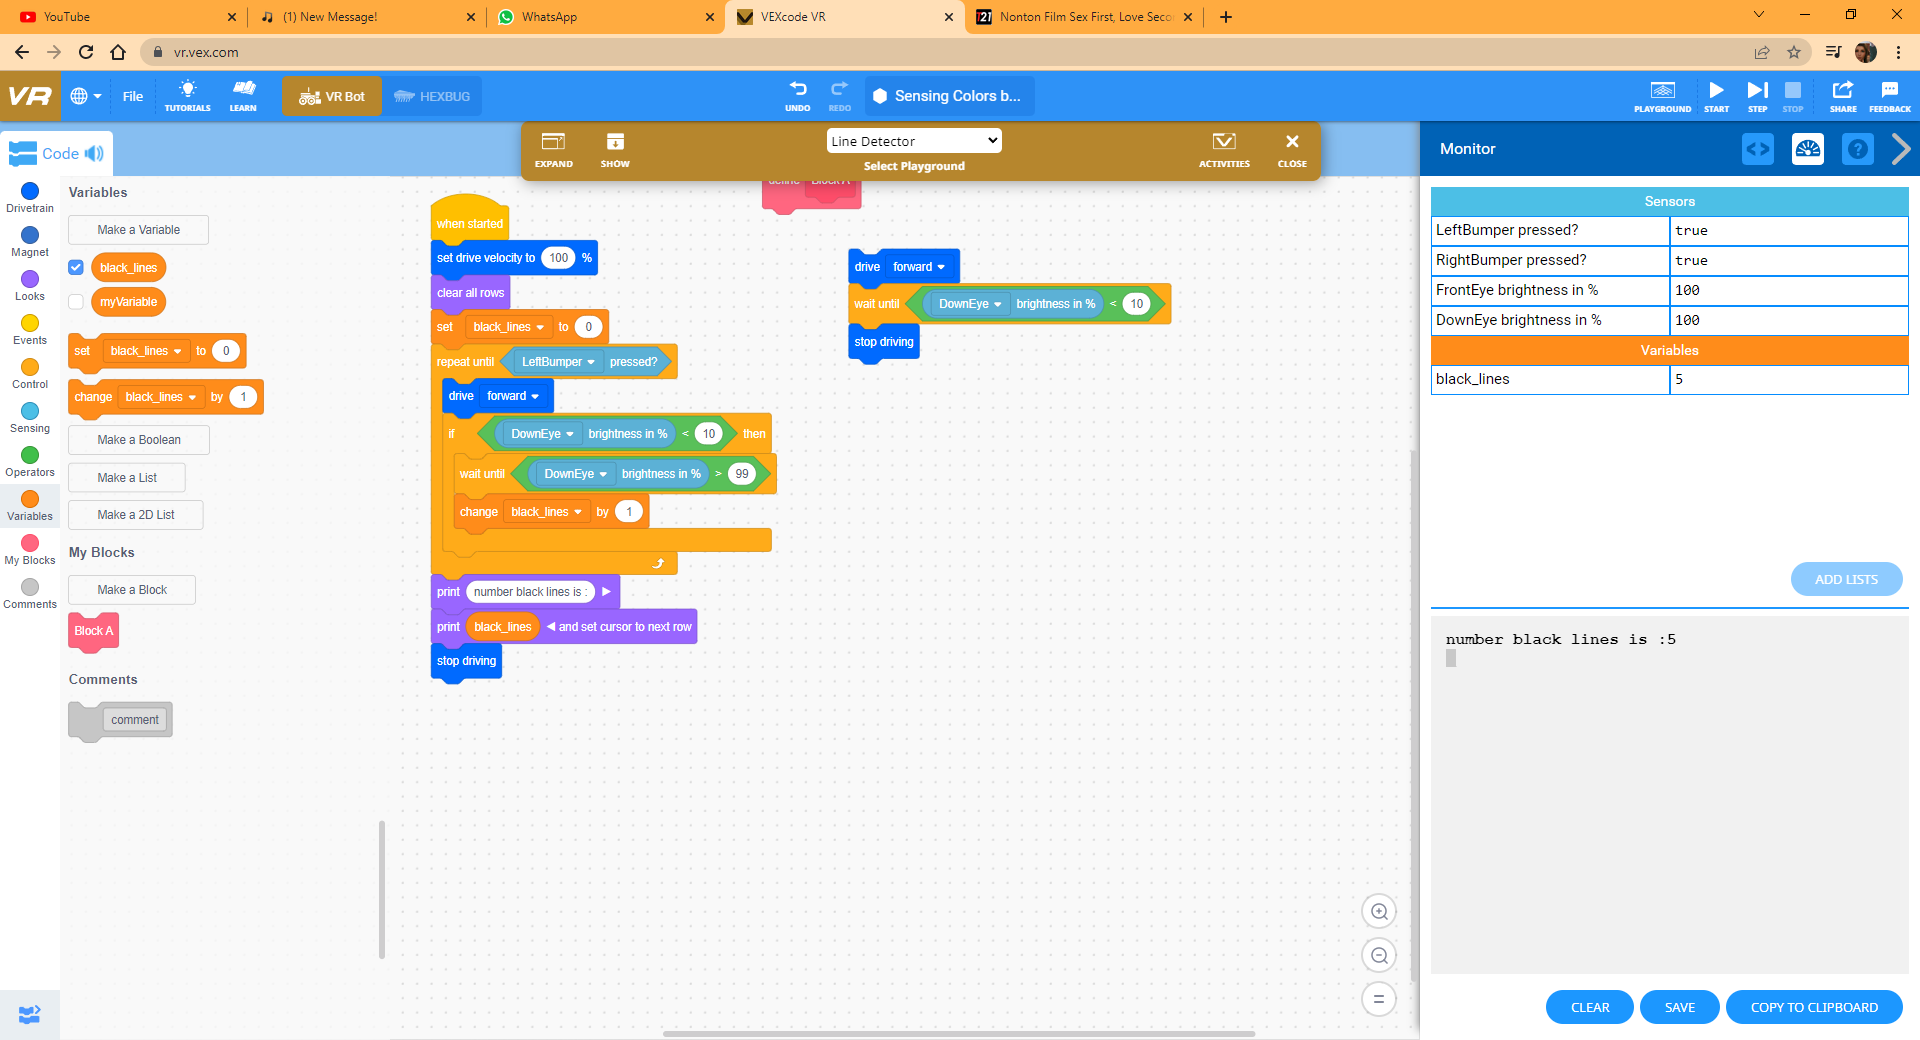 YouTube
(1) New Message!
WhatsApp
VEXcode VR
Nonton Film Sex First, Love Seco
vr.vex.com
VR
File
TUTORIALS
LEARN
VR Bot
HEXBUG
UNDO
REDO
Sensing Colors b...
PLAYGROUND
START
STEP
STOP
SHARE
FEEDBACK
Code
EXPAND
SHOW
Line Detector
Select Playground
ACTIVITIES
CLOSE
Monitor
Drivetrain
Magnet
Looks
Events
Control
Sensing
Operators
Variables
My Blocks
Comments
Variables
Make a Variable
black_lines
myVariable
set black_lines to 0
change black_lines by 1
Make a Boolean
Make a List
Make a 2D List
My Blocks
Make a Block
Block A
Comments
comment
when started
set drive velocity to 100 %
clear all rows
set black_lines to 0
repeat until LeftBumper pressed?
drive forward
if DownEye brightness in % < 10 then
wait until DownEye brightness in % > 99
change black_lines by 1
print number black lines is :
print black_lines and set cursor to next row
stop driving
define Block A
drive forward
wait until DownEye brightness in % < 10
stop driving
Sensors
LeftBumper pressed? true
RightBumper pressed? true
FrontEye brightness in % 100
DownEye brightness in % 100
Variables
black_lines 5
ADD LISTS
number black lines is :5
CLEAR
SAVE
COPY TO CLIPBOARD